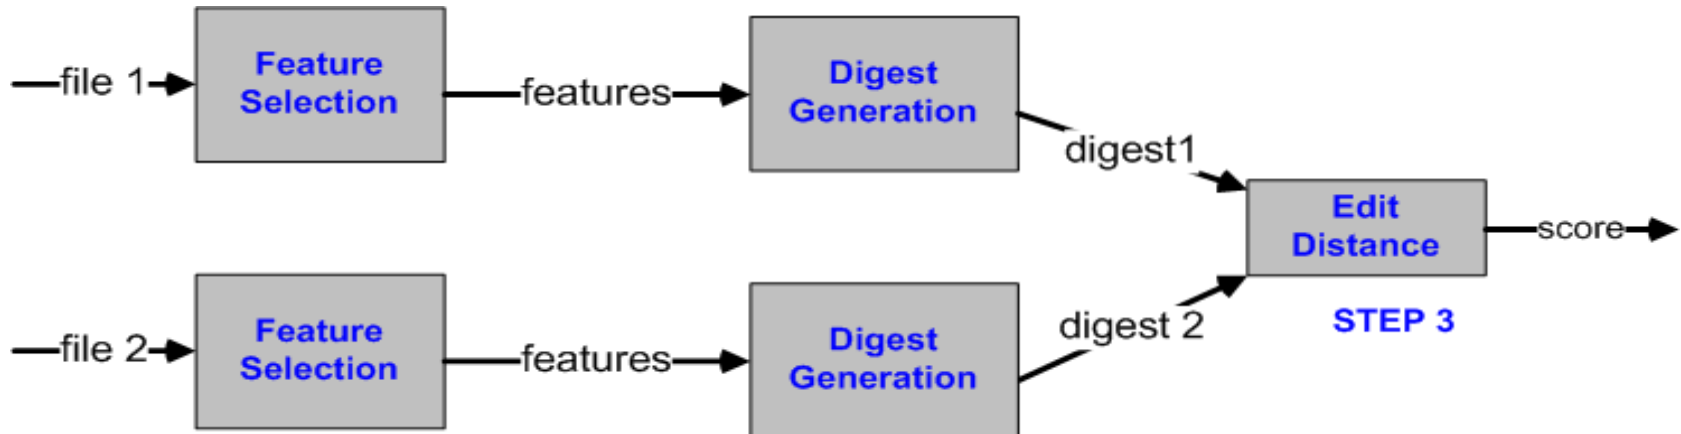 file 1
Feature
Selection
features
Digest
Generation
digest1
Edit
Distance
score
STEP 3
file 2
Feature
Selection
features
Digest
Generation
digest 2